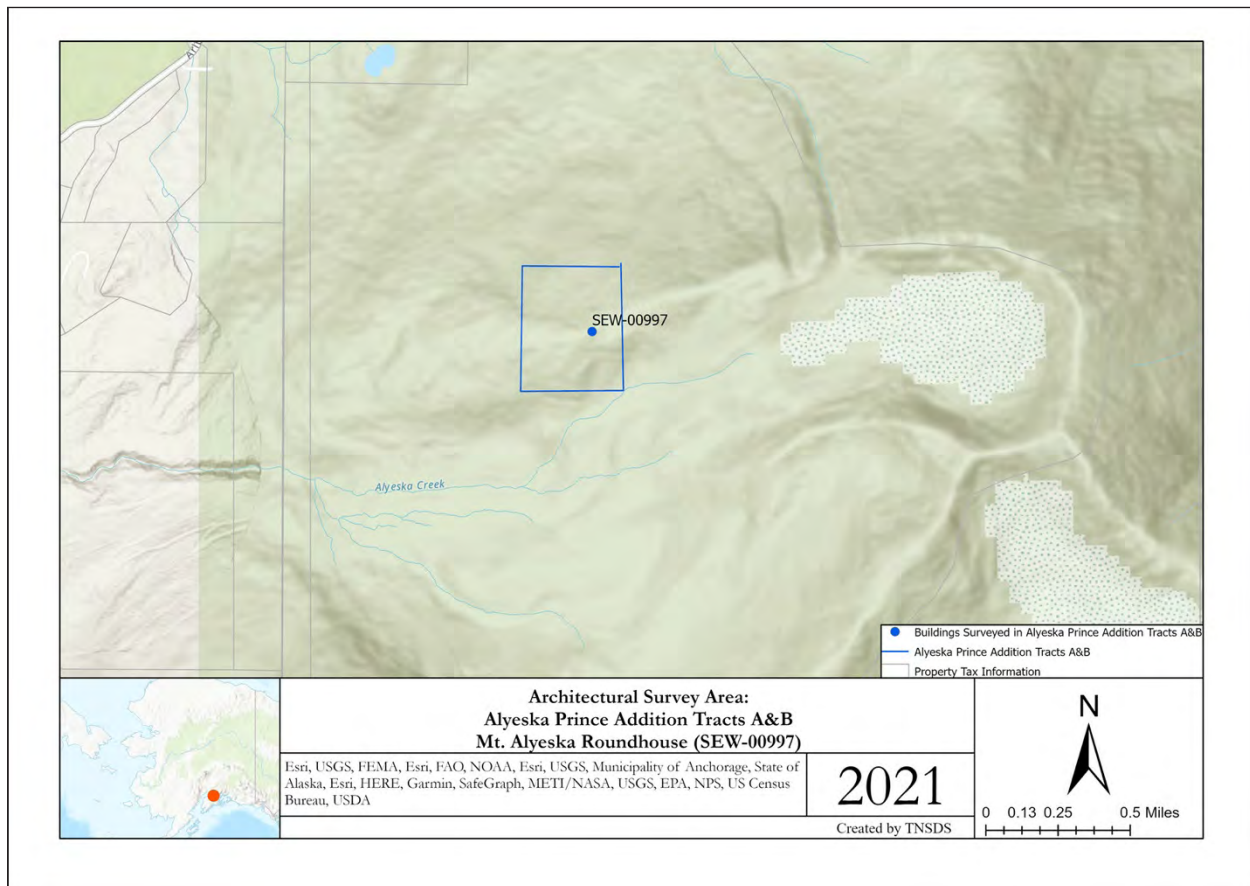 SEW-00997
Alyeska Creek
Buildings Surveyed in Alyeska Prince Addition Tracts A&B
Alyeska Prince Addition Tracts A&B
Property Tax Information
Architectural Survey Area:
Alyeska Prince Addition Tracts A&B
Mt. Alyeska Roundhouse (SEW-00997)
Esri, USGS, FEMA, Esri, FAO, NOAA, Esri, USGS, Municipality of Anchorage, State of
Alaska, Esri, HERE, Garmin, SafeGraph, METI/NASA, USGS, EPA, NPS, US Census
Bureau, USDA
2021
Created by TNSDS
N
0 0.13 0.25 0.5 Miles